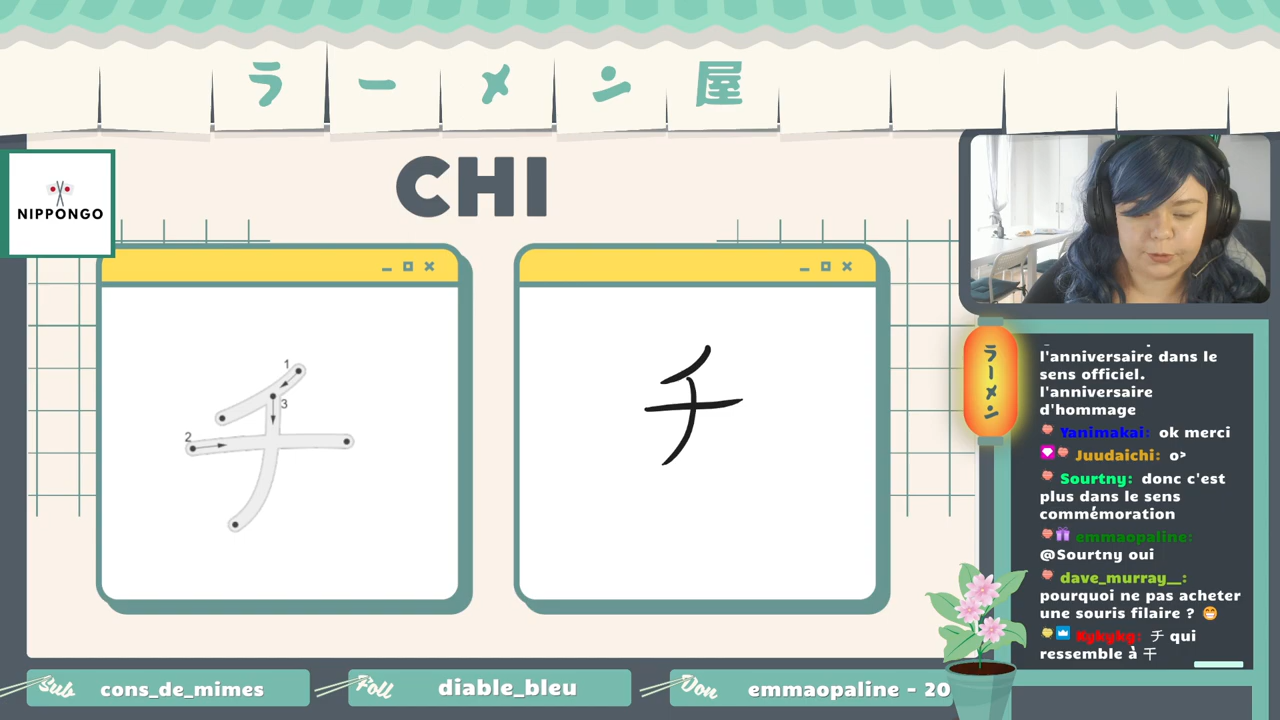 ラーメン屋
NIPPONGO
CHI
1
3
2
チ
チ
ラーメン
l'anniversaire dans le
sens officiel.
l'anniversaire
d'hommage
Yanimakai: ok merci
Juudaichi: o>
Sourtny: donc c'est
plus dans le sens
commémoration
emmaopaline:
@Sourtny oui
dave_murray__:
pourquoi ne pas acheter
une souris filaire ? 😁
Kykykg: チ qui
ressemble à 干
Sub cons_de_mimes
Foll diable_bleu
Don emmaopaline - 20